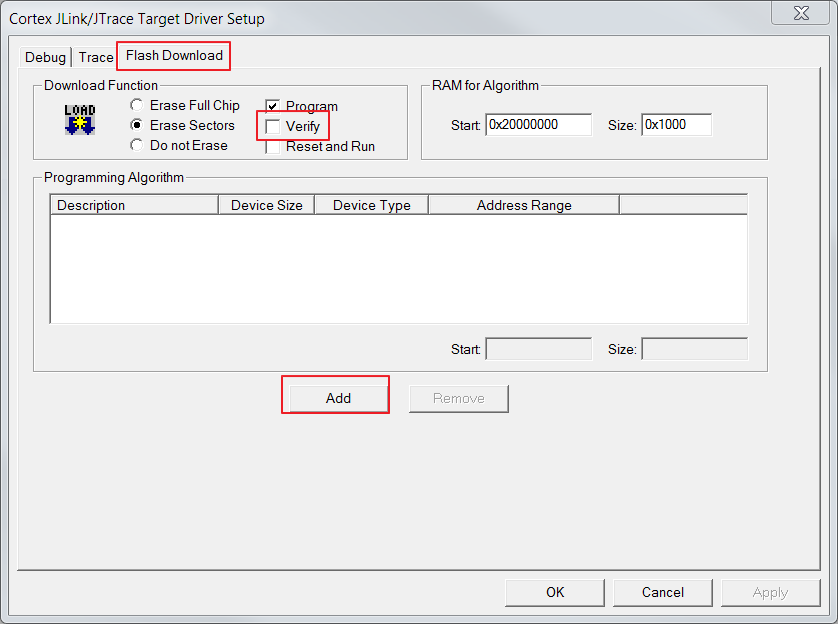 Cortex JLink/JTrace Target Driver Setup
Debug Trace Flash Download
Download Function
LOAD
Erase Full Chip
Erase Sectors
Do not Erase
Program
Verify
Reset and Run
RAM for Algorithm
Start: 0x20000000 Size: 0x1000
Programming Algorithm
Description Device Size Device Type Address Range
Start: Size:
Add Remove
OK Cancel Apply